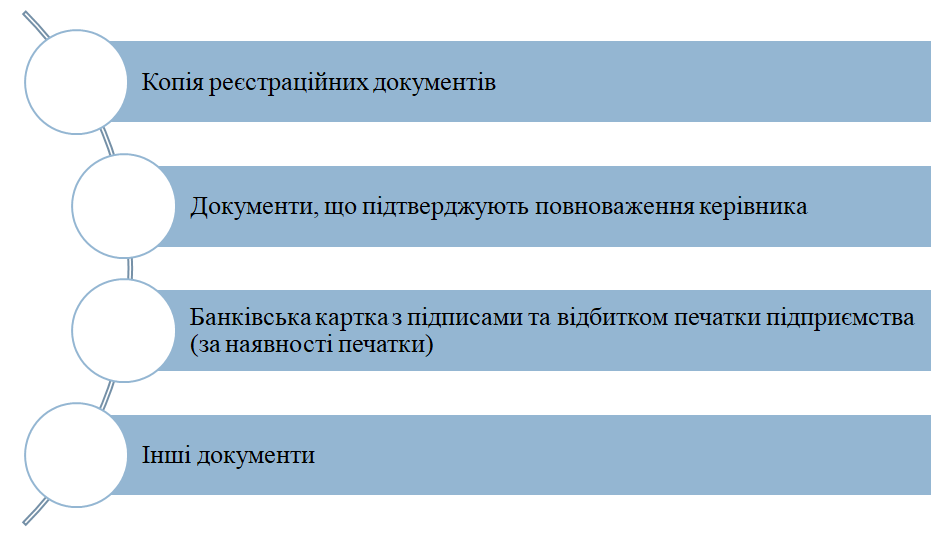 Копія реєстраційних документів
Документи, що підтверджують повноваження керівника
Банківська картка з підписами та відбитком печатки підприємства
(за наявності печатки)
Інші документи